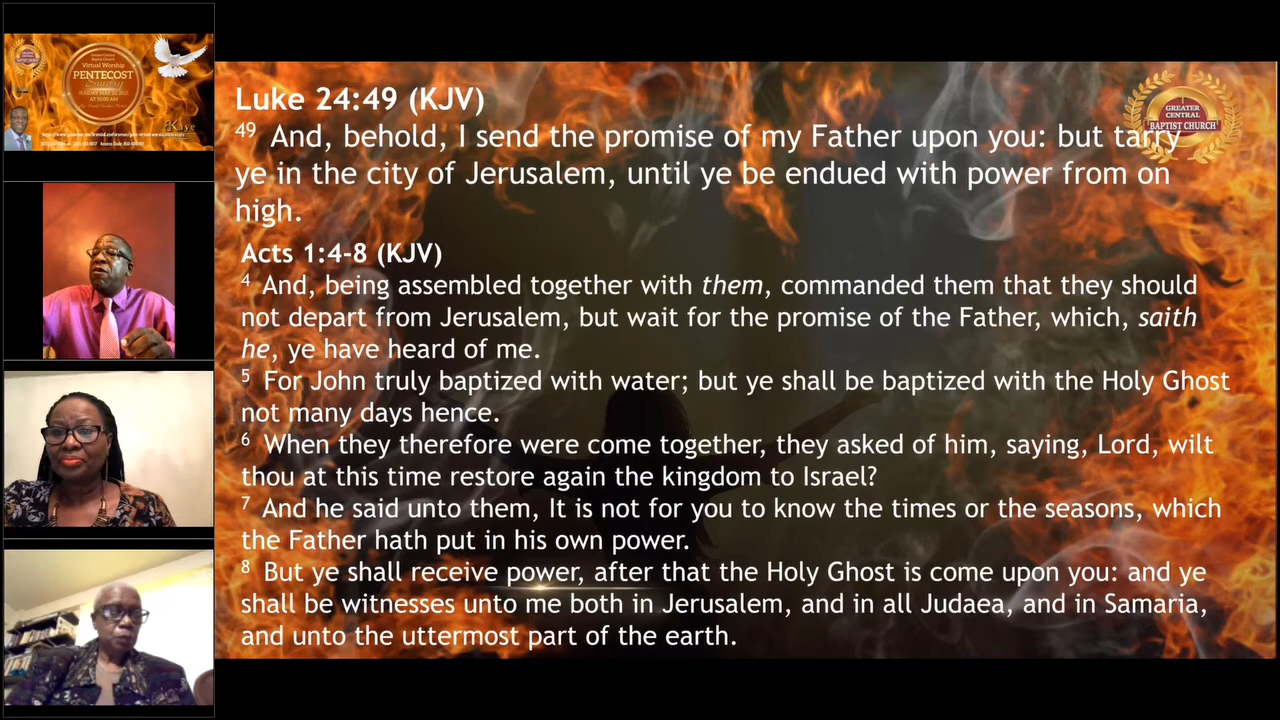 Virtual Worship
PENTECOST
Sunday
AT 10:00 AM
Kaye
GREATER
CENTRAL
BAPTIST CHURCH
Luke 24:49 (KJV)
49 And, behold, I send the promise of my Father upon you: but tarry
ye in the city of Jerusalem, until ye be endued with power from on
high.
Acts 1:4-8 (KJV)
4 And, being assembled together with them, commanded them that they should
not depart from Jerusalem, but wait for the promise of the Father, which, saith
he, ye have heard of me.
5 For John truly baptized with water; but ye shall be baptized with the Holy Ghost
not many days hence.
6 When they therefore were come together, they asked of him, saying, Lord, wilt
thou at this time restore again the kingdom to Israel?
7 And he said unto them, It is not for you to know the times or the seasons, which
the Father hath put in his own power.
8 But ye shall receive power, after that the Holy Ghost is come upon you: and ye
shall be witnesses unto me both in Jerusalem, and in all Judaea, and in Samaria,
and unto the uttermost part of the earth.